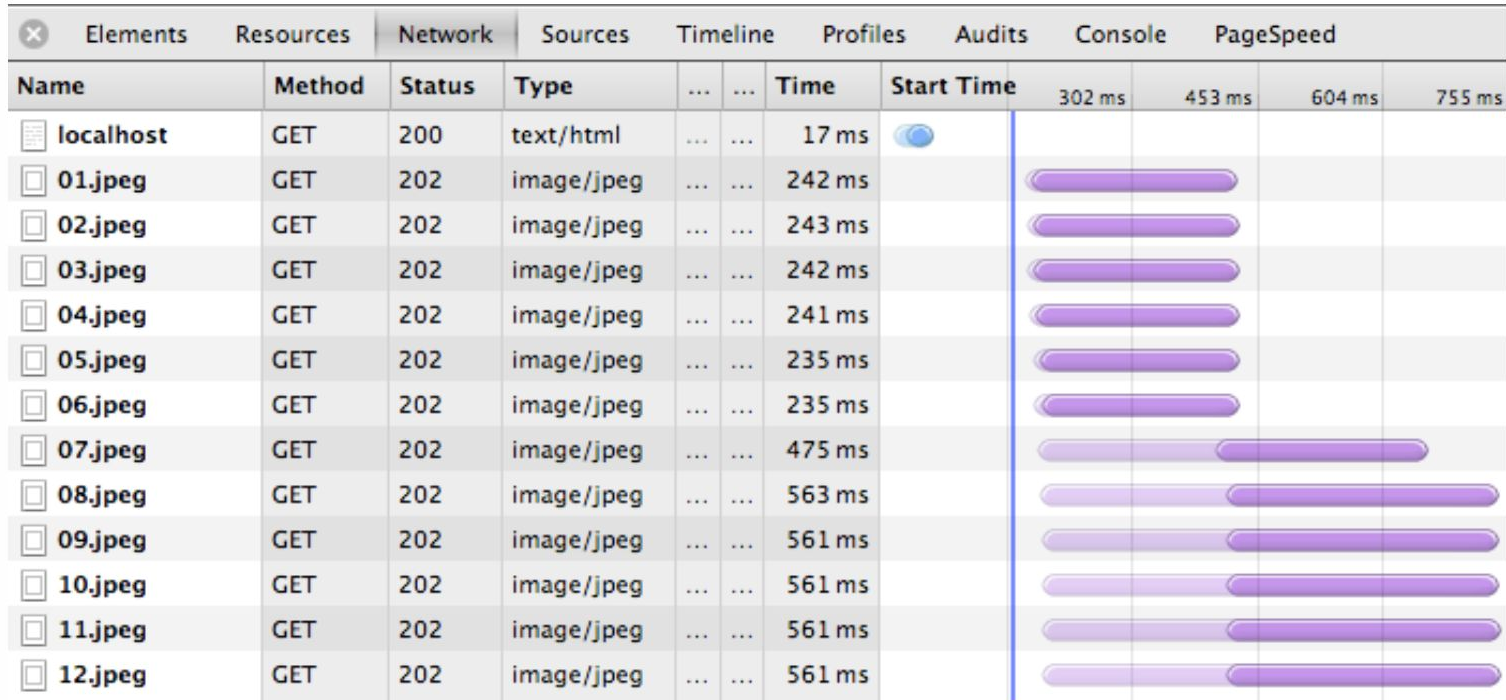 Elements Resources Network Sources Timeline Profiles Audits Console PageSpeed
Name Method Status Type ... ... Time Start Time 302 ms 453 ms 604 ms 755 ms
localhost GET 200 text/html ... ... 17 ms
01.jpeg GET 202 image/jpeg ... ... 242 ms
02.jpeg GET 202 image/jpeg ... ... 243 ms
03.jpeg GET 202 image/jpeg ... ... 242 ms
04.jpeg GET 202 image/jpeg ... ... 241 ms
05.jpeg GET 202 image/jpeg ... ... 235 ms
06.jpeg GET 202 image/jpeg ... ... 235 ms
07.jpeg GET 202 image/jpeg ... ... 475 ms
08.jpeg GET 202 image/jpeg ... ... 563 ms
09.jpeg GET 202 image/jpeg ... ... 561 ms
10.jpeg GET 202 image/jpeg ... ... 561 ms
11.jpeg GET 202 image/jpeg ... ... 561 ms
12.jpeg GET 202 image/jpeg ... ... 561 ms